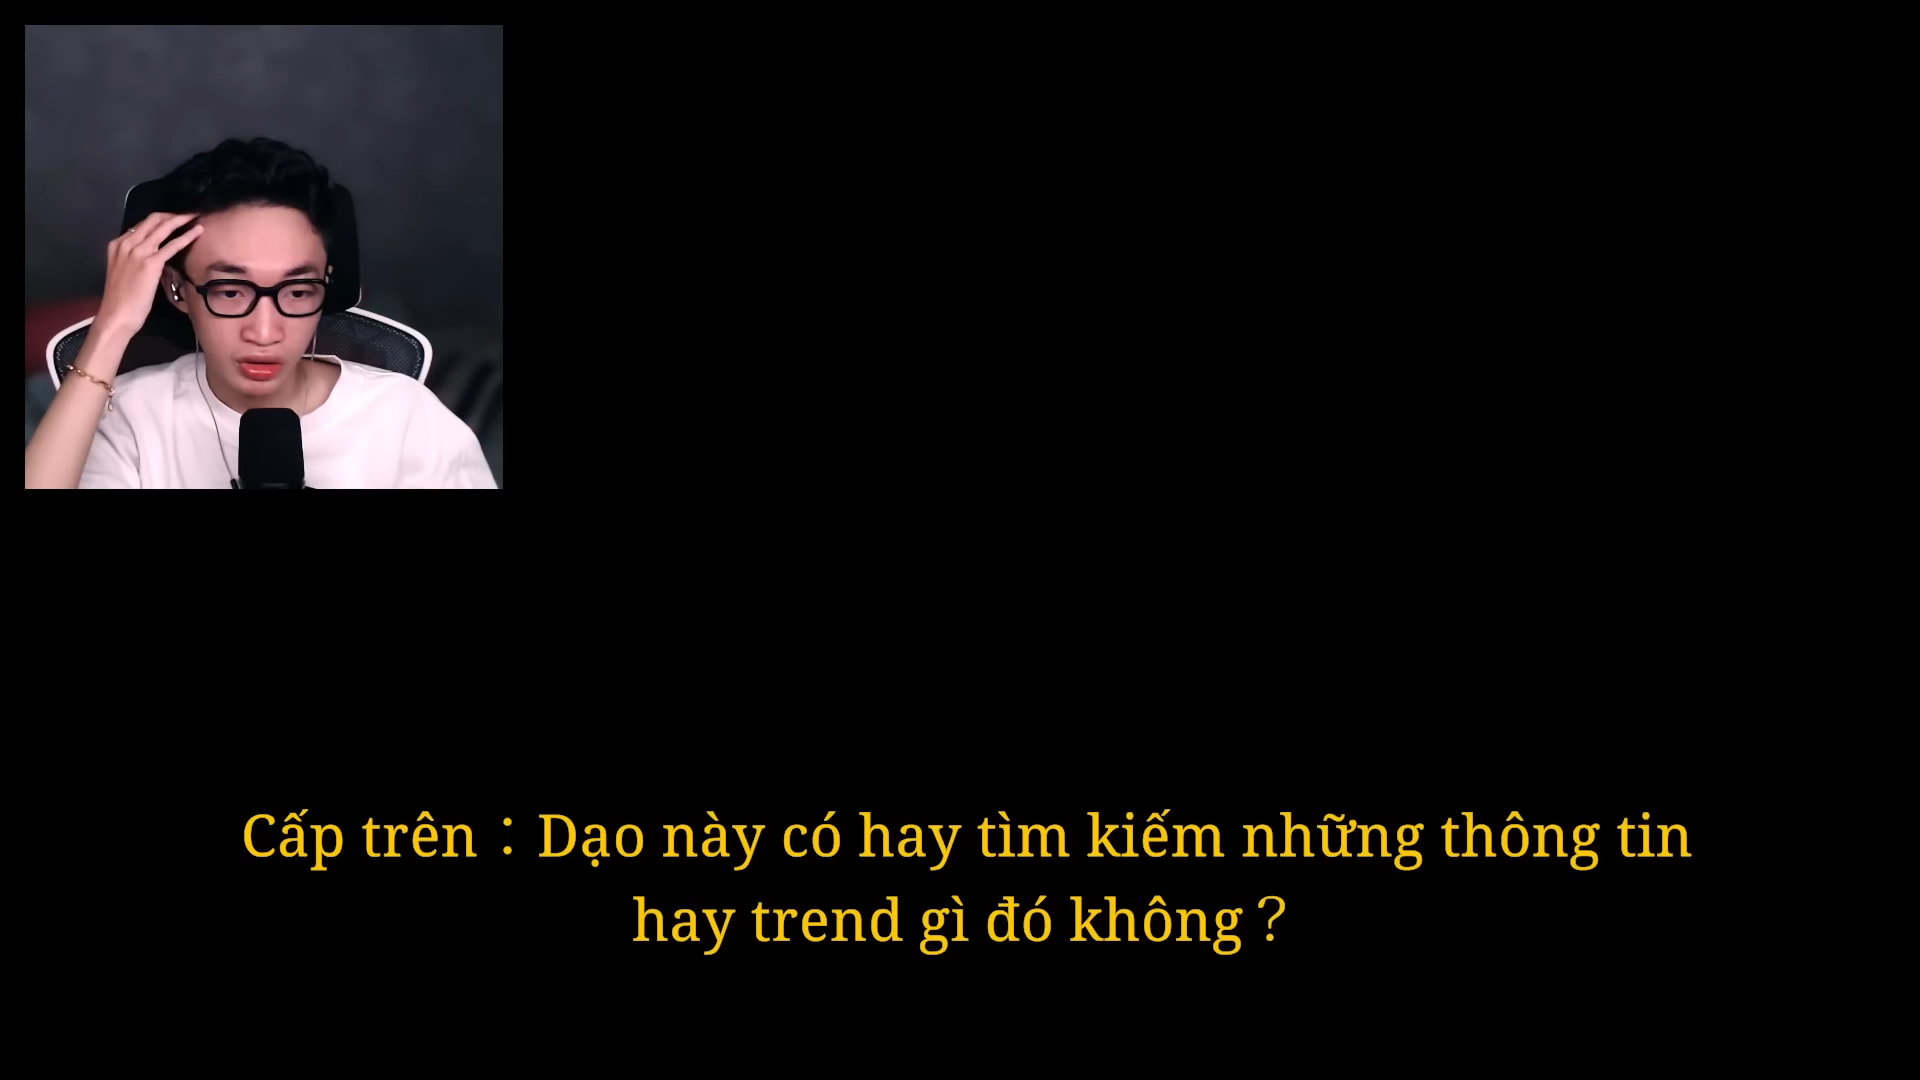 Cấp trên：Dạo này có hay tìm kiếm những thông tin
hay trend gì đó không？